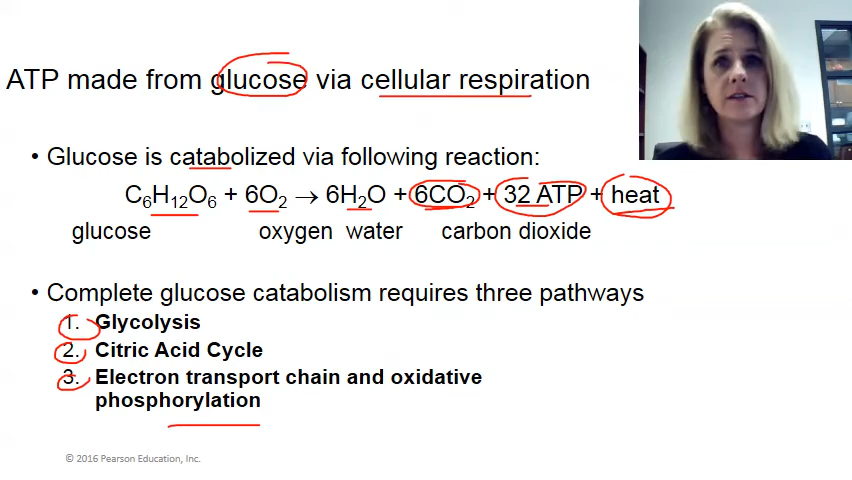 ATP made from glucose via cellular respiration
• Glucose is catabolized via following reaction:
C₆H₁₂O₆ + 6O₂ → 6H₂O + 6CO₂ + 32 ATP + heat
glucose oxygen water carbon dioxide
• Complete glucose catabolism requires three pathways
1. Glycolysis
2. Citric Acid Cycle
3. Electron transport chain and oxidative
phosphorylation
© 2016 Pearson Education, Inc.